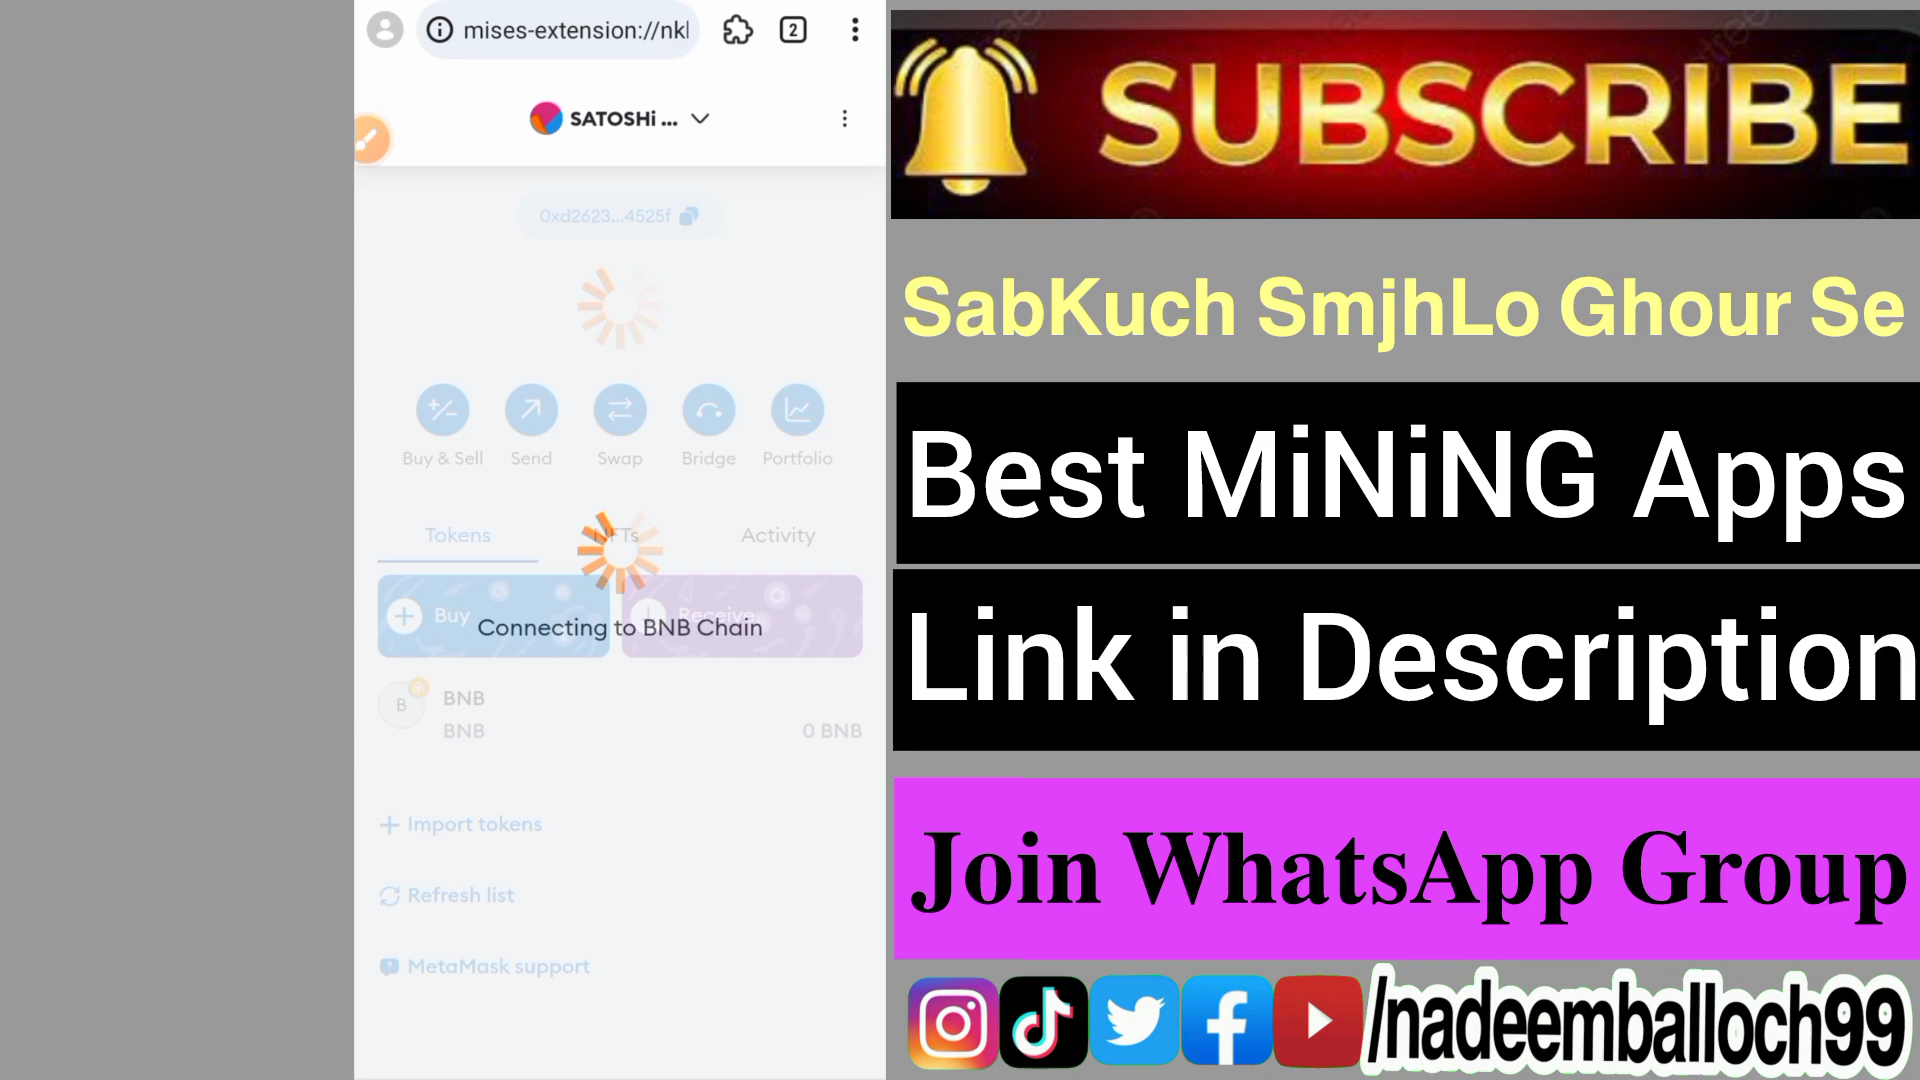 mises-extension://nkl
2
SATOSHi ...
0xd2623...4525f
Buy & Sell
Send
Swap
Bridge
Portfolio
Tokens
NFTs
Activity
Buy
Receive
Connecting to BNB Chain
B
BNB
BNB
0 BNB
Import tokens
Refresh list
MetaMask support
SUBSCRIBE
SabKuch SmjhLo Ghour Se
Best MiNiNG Apps
Link in Description
Join WhatsApp Group
/nadeemballoch99